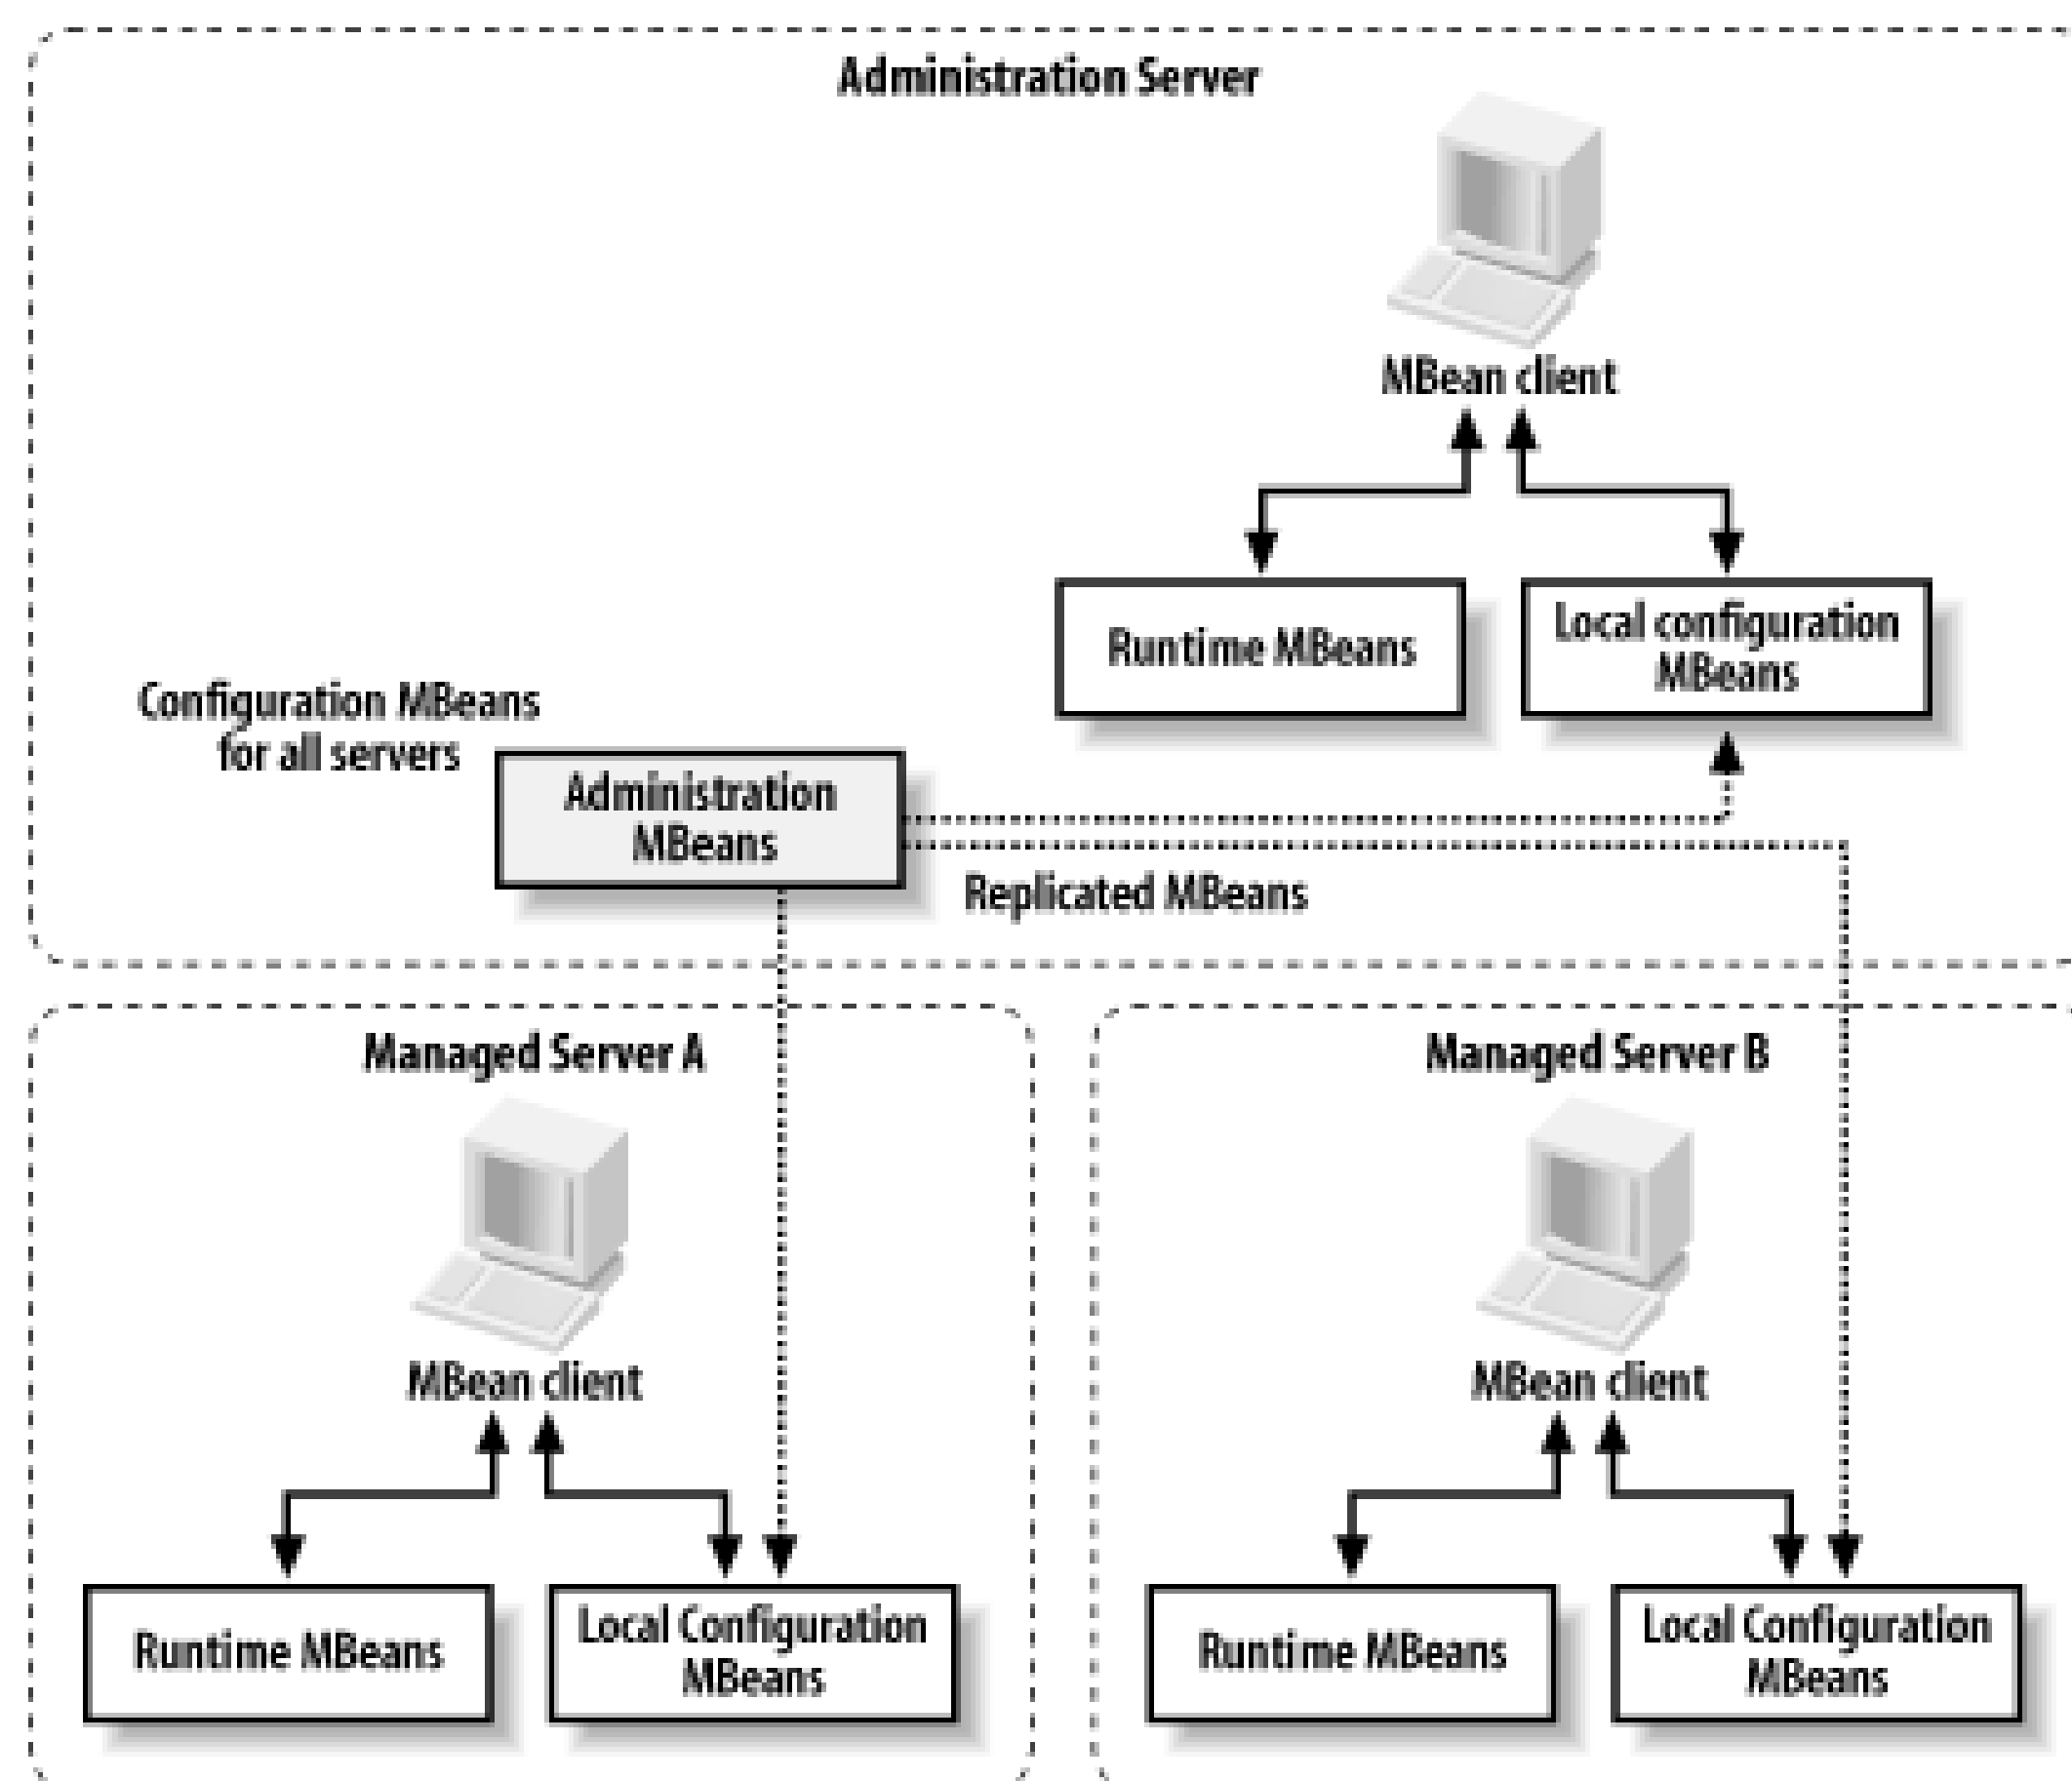 Administration Server
MBean client
Runtime MBeans
Local configuration
MBeans
Configuration MBeans
for all servers
Administration
MBeans
Replicated MBeans
Managed Server A
MBean client
Runtime MBeans
Local Configuration
MBeans
Managed Server B
MBean client
Runtime MBeans
Local Configuration
MBeans